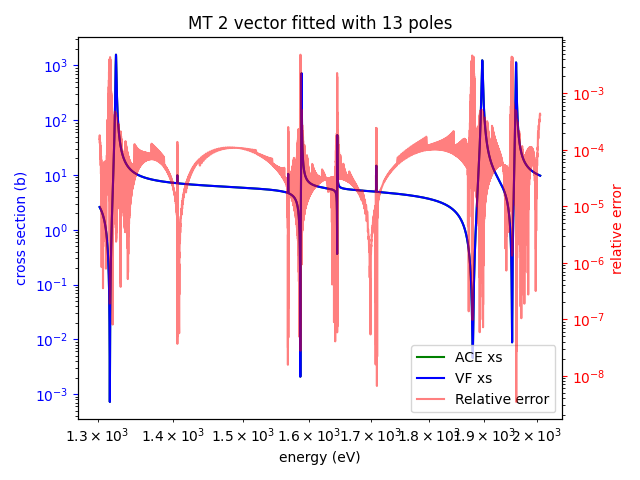 MT 2 vector fitted with 13 poles
10³
10²
10¹
10⁰
10⁻¹
10⁻²
10⁻³
cross section (b)
10⁻³
10⁻⁴
10⁻⁵
10⁻⁶
10⁻⁷
10⁻⁸
relative error
ACE xs
VF xs
Relative error
1.3 × 10³ 1.4 × 10³ 1.5 × 10³ 1.6 × 10³ 1.7 × 10³ 1.8 × 10³ 1.9 × 10³ 2 × 10³
energy (eV)